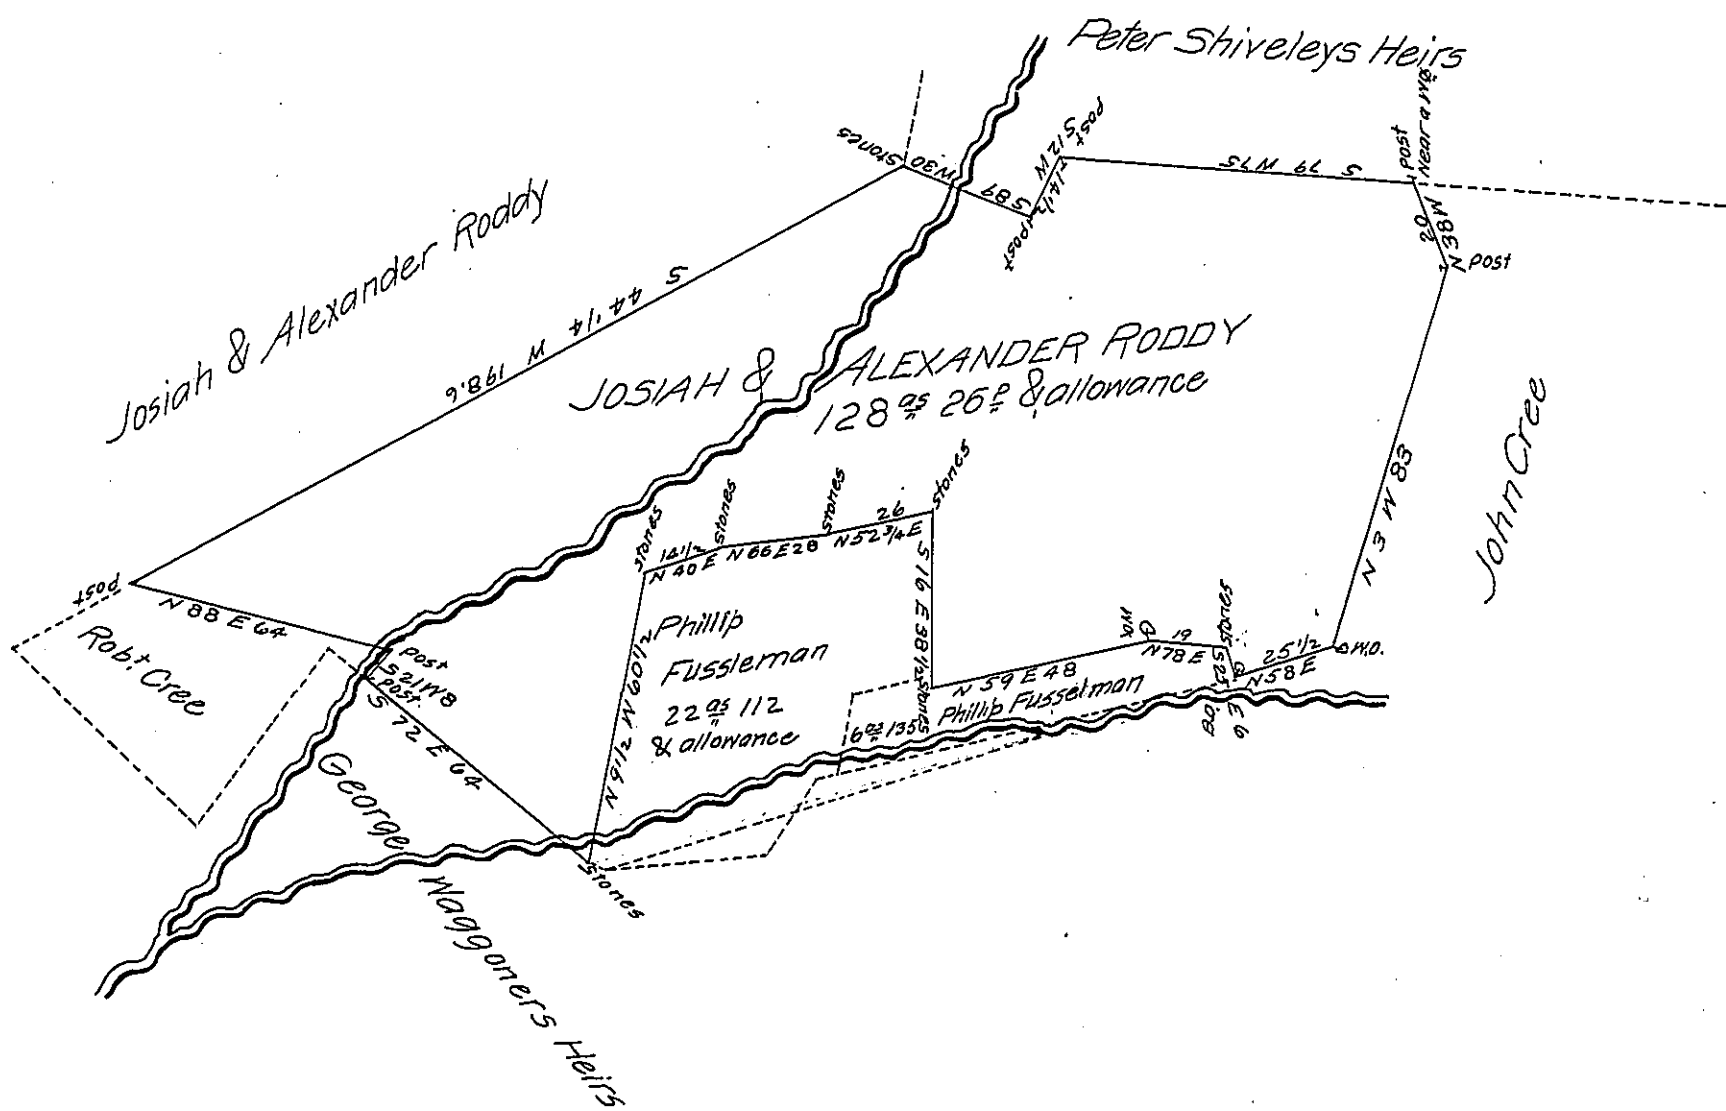 Peter Shiveleys Heirs
Post
Near a WO
Stones
S 89 W 30
Post
S 12 W
14 1/2
Post
S 79 W 75
N 38 W
20
Post
Josiah & Alexander Roddy
S 44 1/4 W 198.6
JOSIAH & ALEXANDER RODDY
128 as 26 P & allowance
John Cree
N 3 W 83
Post
N 88 E 64
Robt Cree
Post
S 21 W 8
Post
S 72 E 64
stones
14 1/2
N 40 E
stones
N 66 E 28
stones
26
N 52 3/4 E
stones
S 16 E 38 1/2
stones
N 9 1/2 W 60 1/2
Phillip
Fussleman
22 as 112
& allowance
N 59 E 48
Phillip Fusselman
6 as 135
19
N 78 E
stones
S 25 E 6
25 1/2
N 58 E
W.O.
B.O.
Stones
George Waggoners Heirs